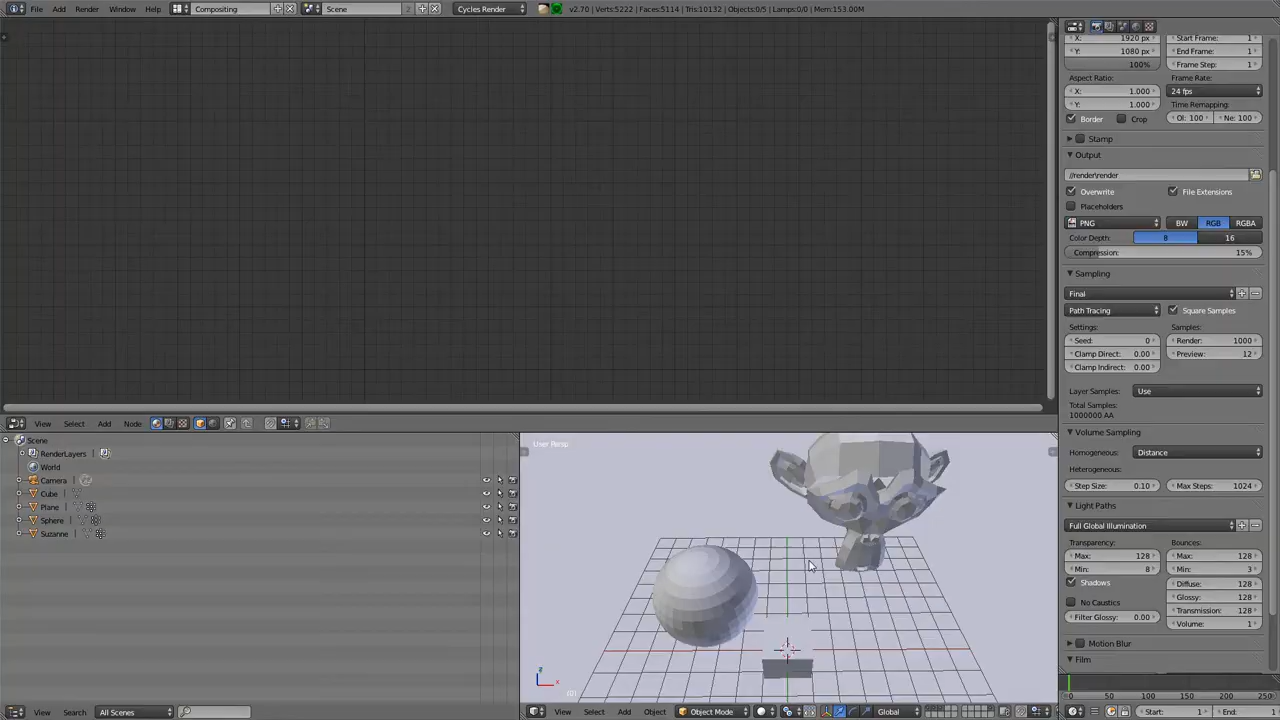 File Add Render Window Help Compositing Scene 2 Cycles Render v2.70 | Verts:5222 | Faces:5114 | Tris:10132 | Objects:0/5 | Lamps:0/0 | Mem:153.00M
X: 1920 px Start Frame: 1
Y: 1080 px End Frame: 1
100% Frame Step: 1
Aspect Ratio: Frame Rate:
X: 1.000 24 fps
Y: 1.000 Time Remapping:
Border Crop Ol: 100 Ne: 100
Stamp
Output
//render\render
Overwrite File Extensions
Placeholders
PNG BW RGB RGBA
Color Depth: 8 16
Compression: 15%
Sampling
Final
Path Tracing Square Samples
Settings: Samples:
Seed: 0 Render: 1000
Clamp Direct: 0.00 Preview: 12
Clamp Indirect: 0.00
Layer Samples: Use
Total Samples:
1000000 AA
Volume Sampling
Homogeneous: Distance
Heterogeneous:
Step Size: 0.10 Max Steps: 1024
Light Paths
Full Global Illumination
Transparency: Bounces:
Max: 128 Max: 128
Min: 8 Min: 3
Shadows Diffuse: 128
No Caustics Glossy: 128
Filter Glossy: 0.00 Transmission: 128
Volume: 1
Motion Blur
Film
View Select Add Node
Scene
RenderLayers
World
Camera
Cube
Plane
Sphere
Suzanne
User Persp
(0)
z
x
View Search All Scenes
View Select Add Object Object Mode Global
0 50 100 150 200 250
Start: 1 End: 1